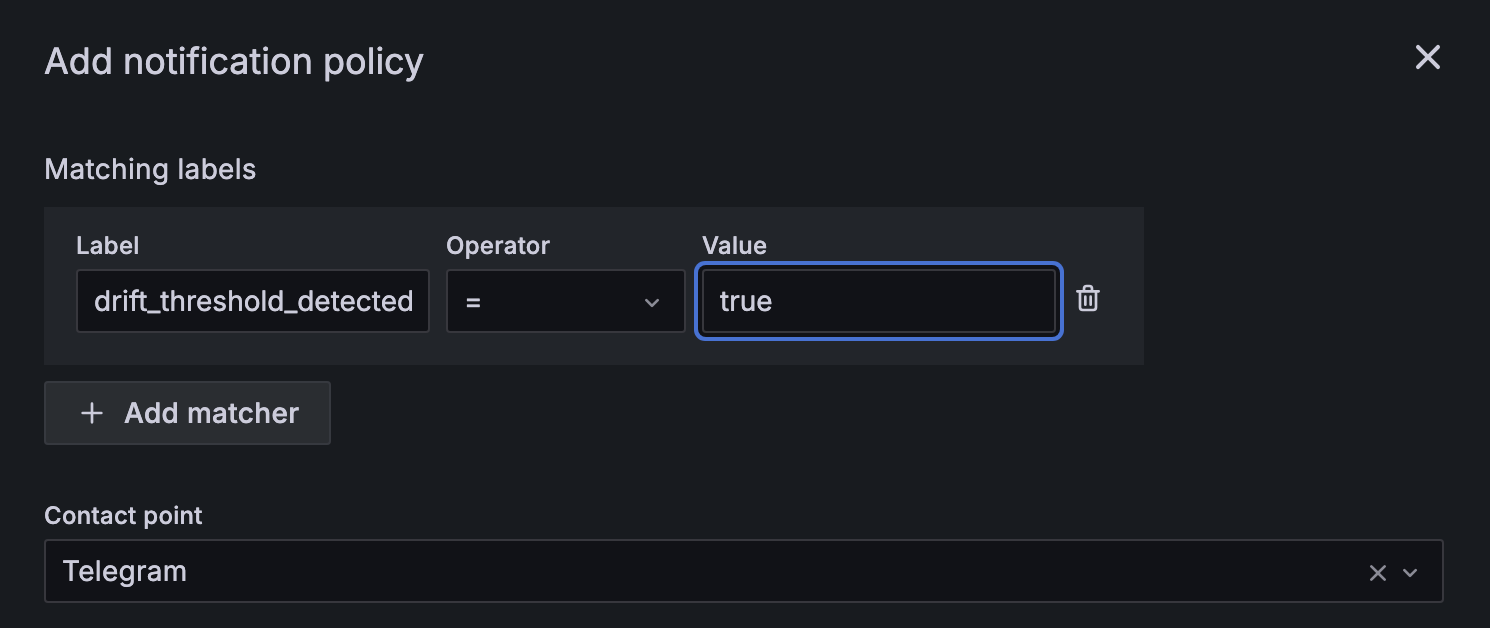 Add notification policy
Matching labels
Label Operator Value
drift_threshold_detected = true
+ Add matcher
Contact point
Telegram